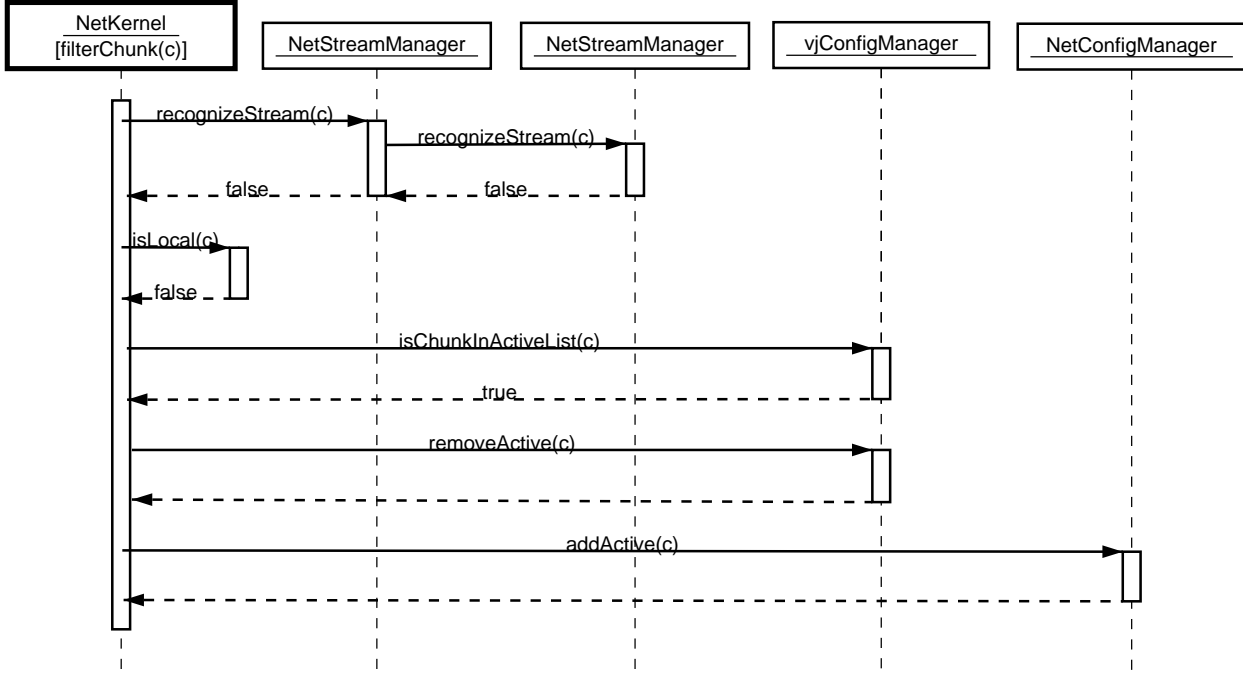 NetKernel
[filterChunk(c)]
NetStreamManager
NetStreamManager
vjConfigManager
NetConfigManager
recognizeStream(c)
recognizeStream(c)
false
false
isLocal(c)
false
isChunkInActiveList(c)
true
removeActive(c)
addActive(c)